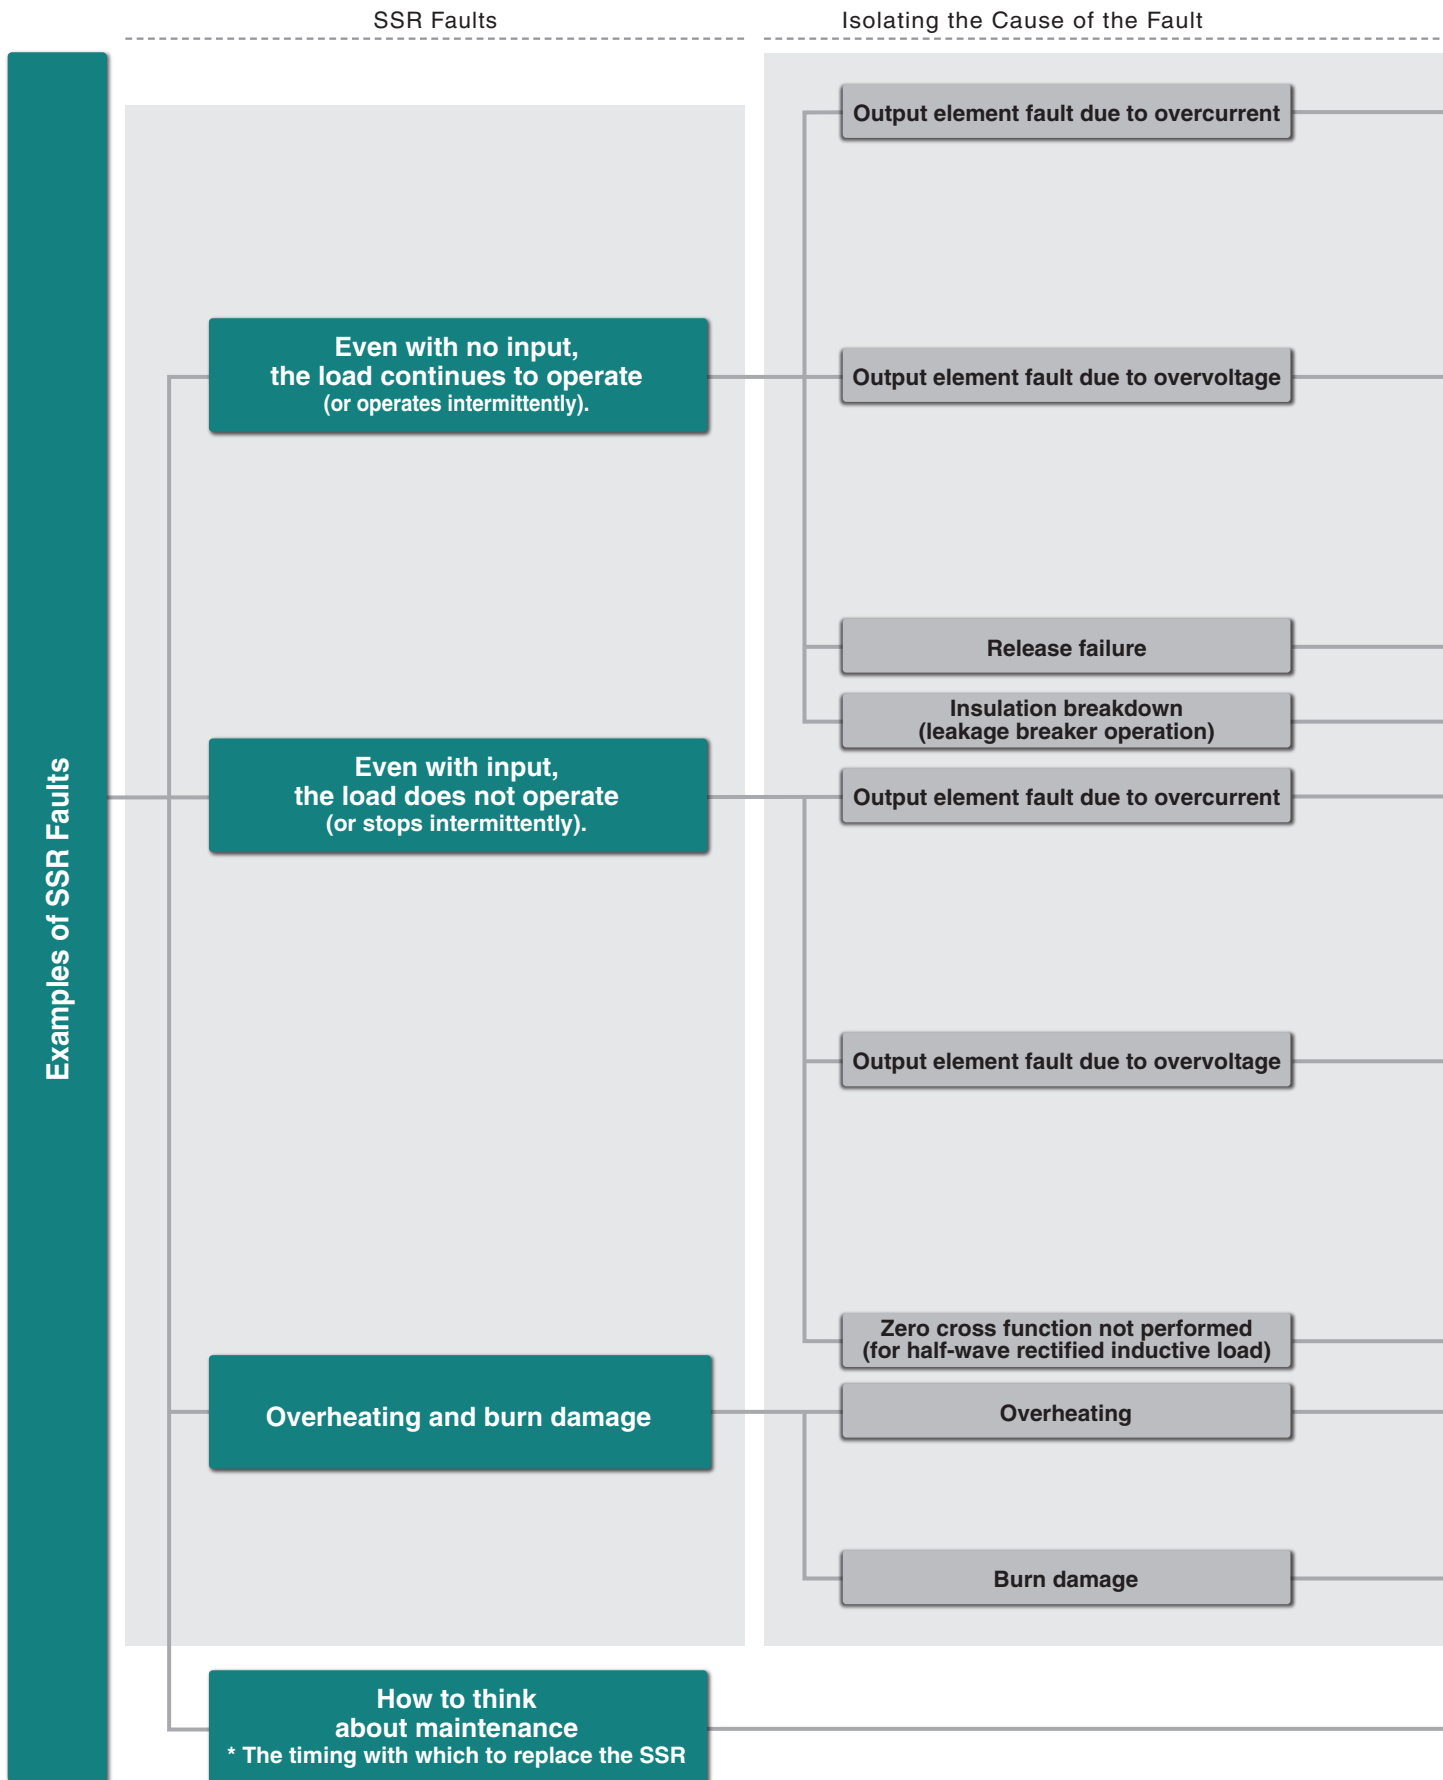 SSR Faults
Isolating the Cause of the Fault
Examples of SSR Faults
Even with no input,
the load continues to operate
(or operates intermittently).
Output element fault due to overcurrent
Output element fault due to overvoltage
Release failure
Insulation breakdown
(leakage breaker operation)
Even with input,
the load does not operate
(or stops intermittently).
Output element fault due to overcurrent
Output element fault due to overvoltage
Zero cross function not performed
(for half-wave rectified inductive load)
Overheating and burn damage
Overheating
Burn damage
How to think
about maintenance
* The timing with which to replace the SSR